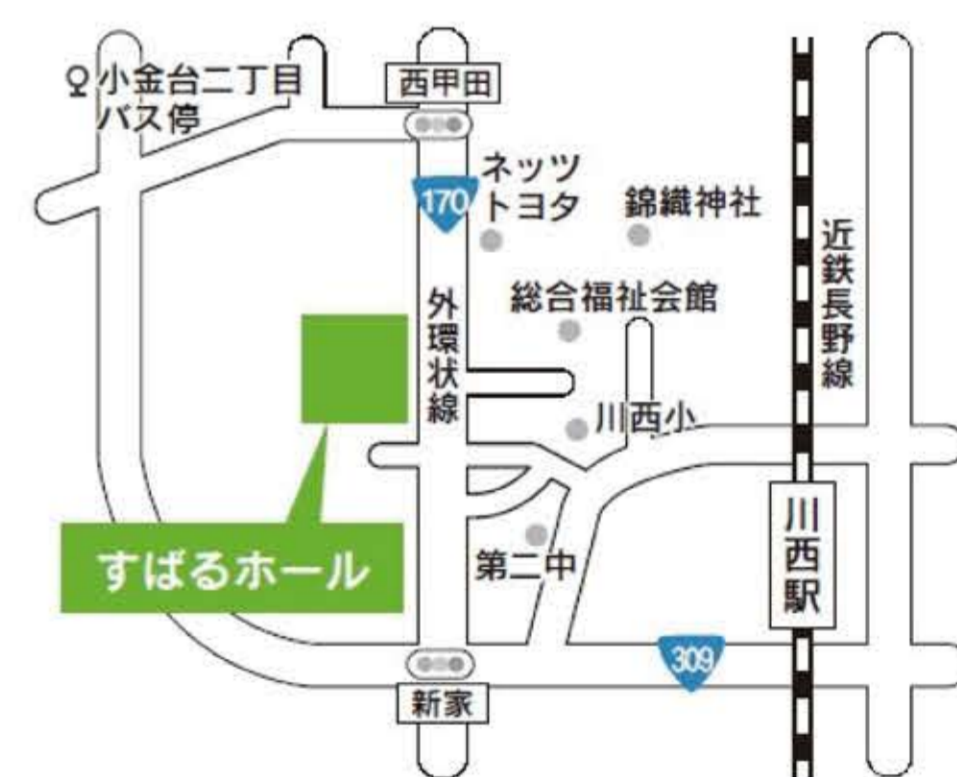 小金台二丁目
バス停
西甲田
170
ネッツ
トヨタ
錦織神社
近鉄長野線
総合福祉会館
外環状線
川西小
川西駅
すばるホール
第二中
309
新家